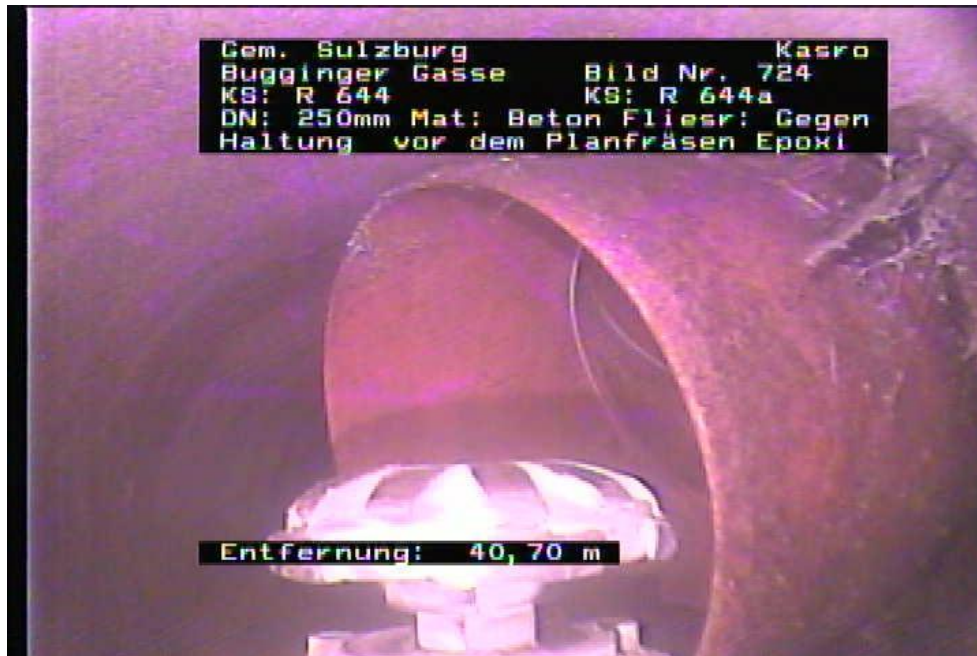 Gem. Sulzburg Kasro
Bugginger Gasse Bild Nr. 724
KS: R 644 KS: R 644a
DN: 250mm Mat: Beton Fliesr: Gegen
Haltung vor dem Planfräsen Epoxi
Entfernung: 40,70 m